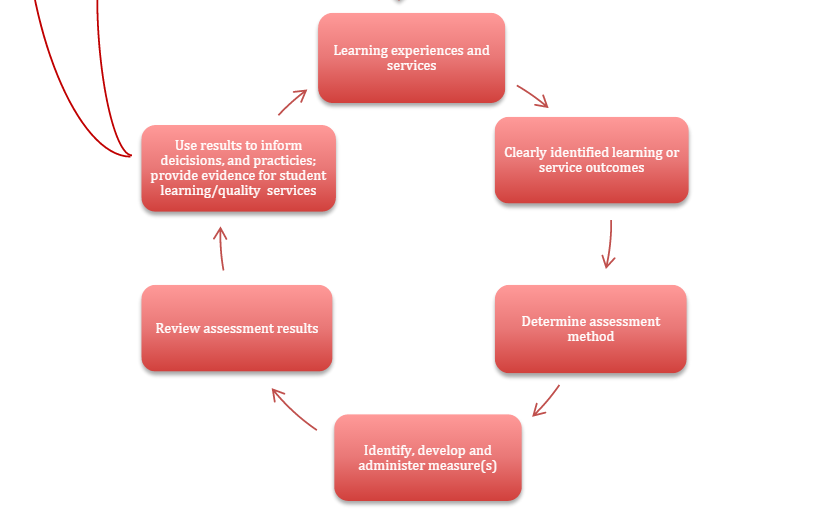 Learning experiences and
services
Clearly identified learning or
service outcomes
Determine assessment
method
Identify, develop and
administer measure(s)
Review assessment results
Use results to inform
deicisions, and practicies;
provide evidence for student
learning/quality services